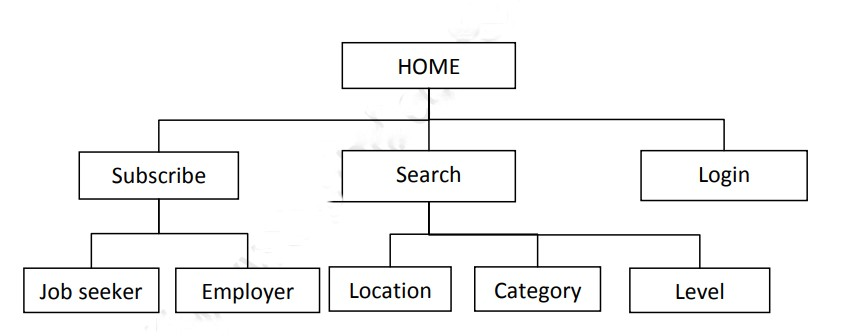 HOME
Subscribe
Search
Login
Job seeker
Employer
Location
Category
Level